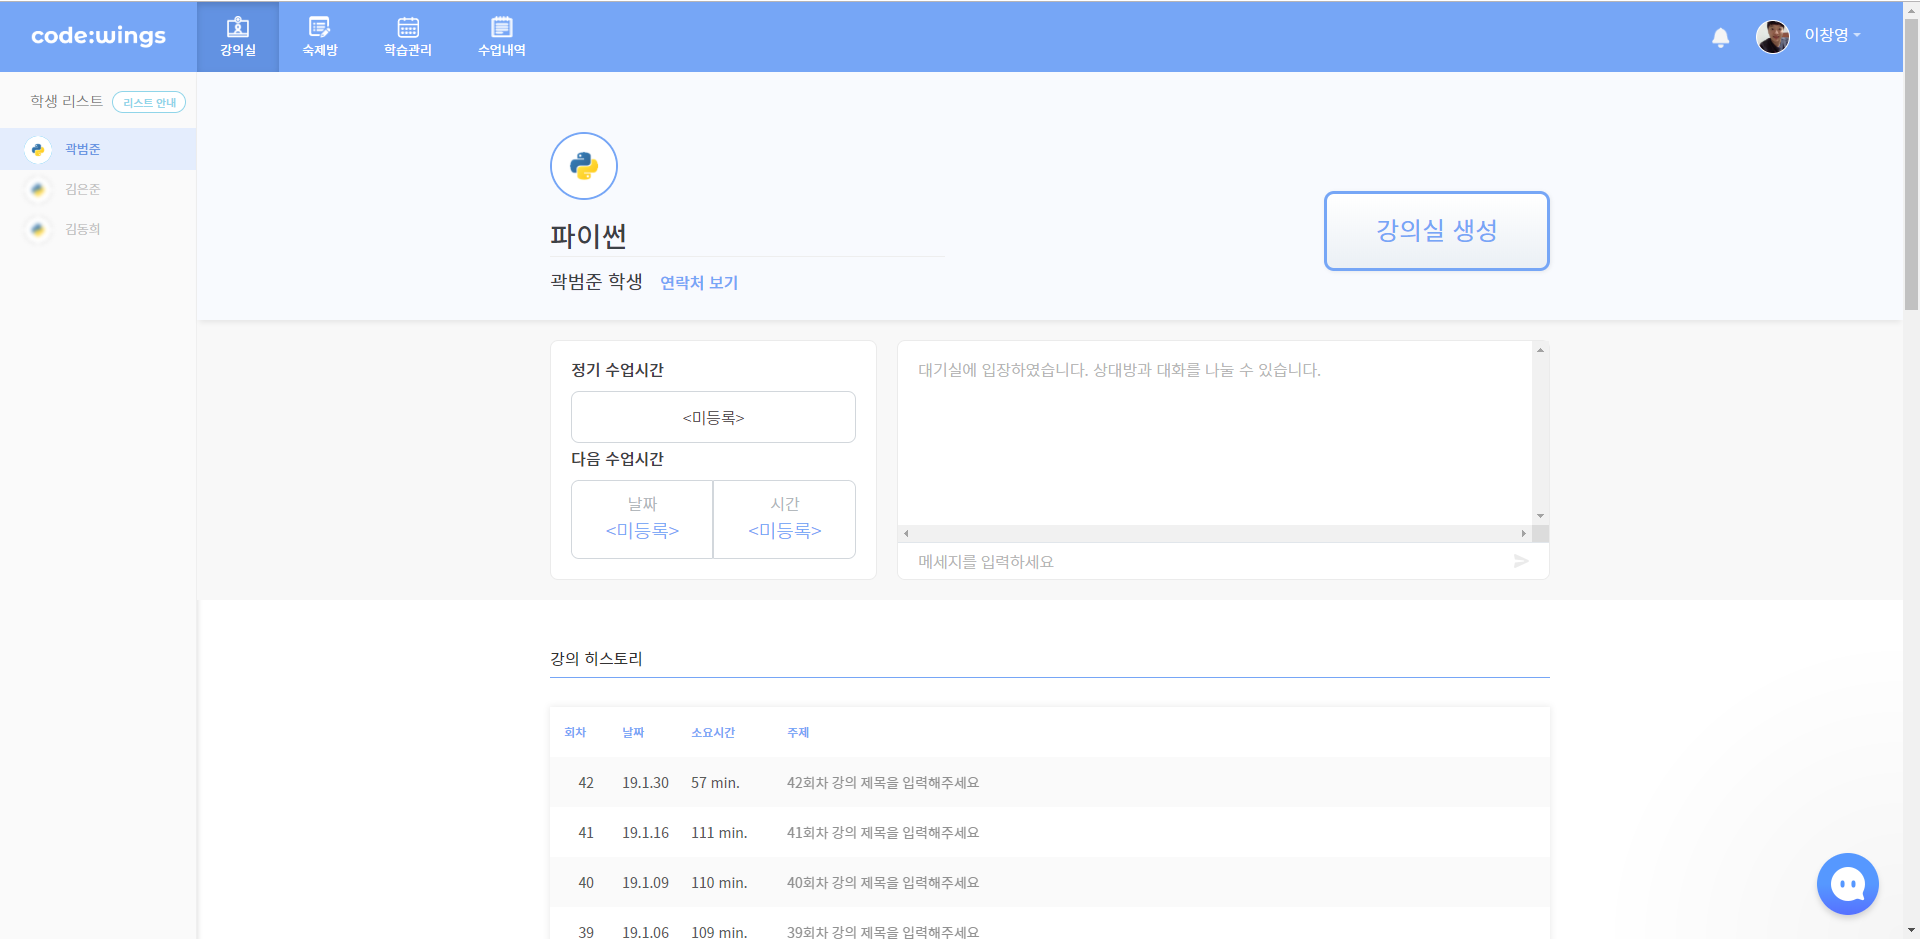 code:wings
강의실
숙제방
학습관리
수업내역
이창영
학생 리스트
리스트 안내
곽범준
김은준
김동희
파이썬
곽범준 학생 연락처 보기
강의실 생성
정기 수업시간
<미등록>
다음 수업시간
날짜 시간
<미등록> <미등록>
대기실에 입장하였습니다. 상대방과 대화를 나눌 수 있습니다.
메세지를 입력하세요
강의 히스토리
회차 날짜 소요시간 주제
42 19.1.30 57 min. 42회차 강의 제목을 입력해주세요
41 19.1.16 111 min. 41회차 강의 제목을 입력해주세요
40 19.1.09 110 min. 40회차 강의 제목을 입력해주세요
39 19.1.06 109 min. 39회차 강의 제목을 입력해주세요